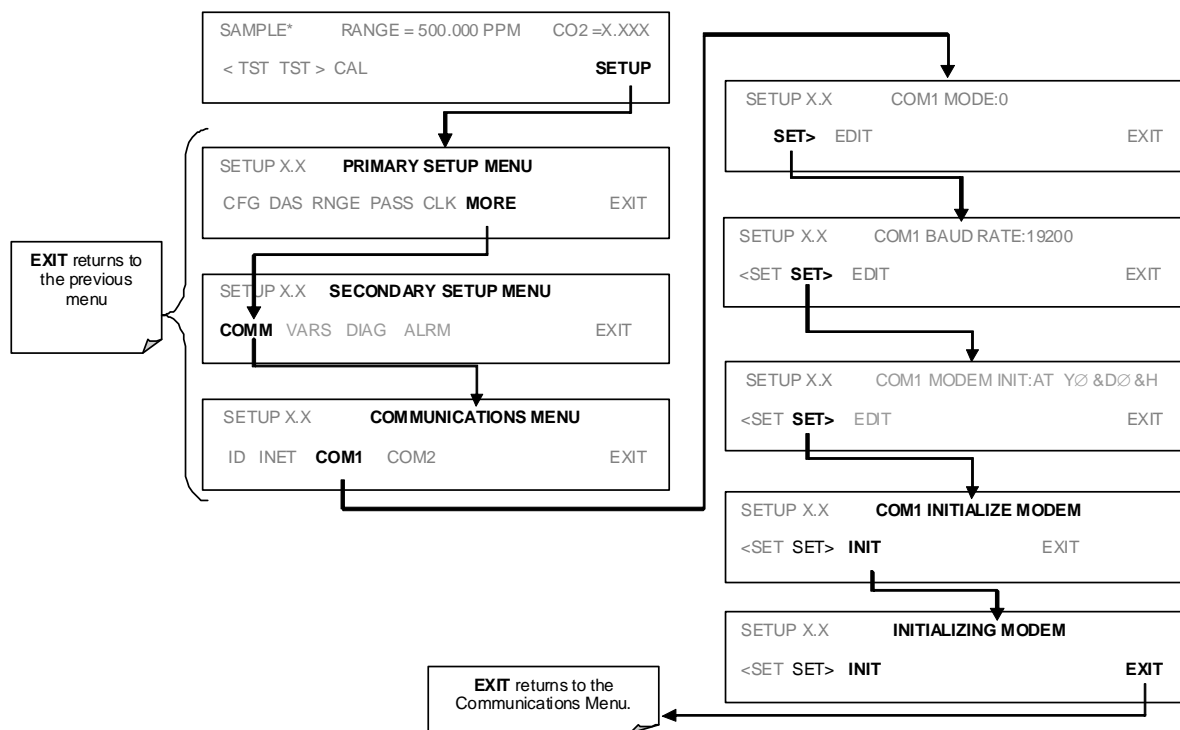 SAMPLE* RANGE = 500.000 PPM CO2 =X.XXX
< TST TST > CAL SETUP
SETUP X.X PRIMARY SETUP MENU
CFG DAS RNGE PASS CLK MORE EXIT
EXIT returns to
the previous
menu
SETUP X.X SECONDARY SETUP MENU
COMM VARS DIAG ALRM EXIT
SETUP X.X COMMUNICATIONS MENU
ID INET COM1 COM2 EXIT
SETUP X.X COM1 MODE:0
SET> EDIT EXIT
SETUP X.X COM1 BAUD RATE:19200
<SET SET> EDIT EXIT
SETUP X.X COM1 MODEM INIT:AT YØ &DØ &H
<SET SET> EDIT EXIT
SETUP X.X COM1 INITIALIZE MODEM
<SET SET> INIT EXIT
SETUP X.X INITIALIZING MODEM
<SET SET> INIT EXIT
EXIT returns to the
Communications Menu.